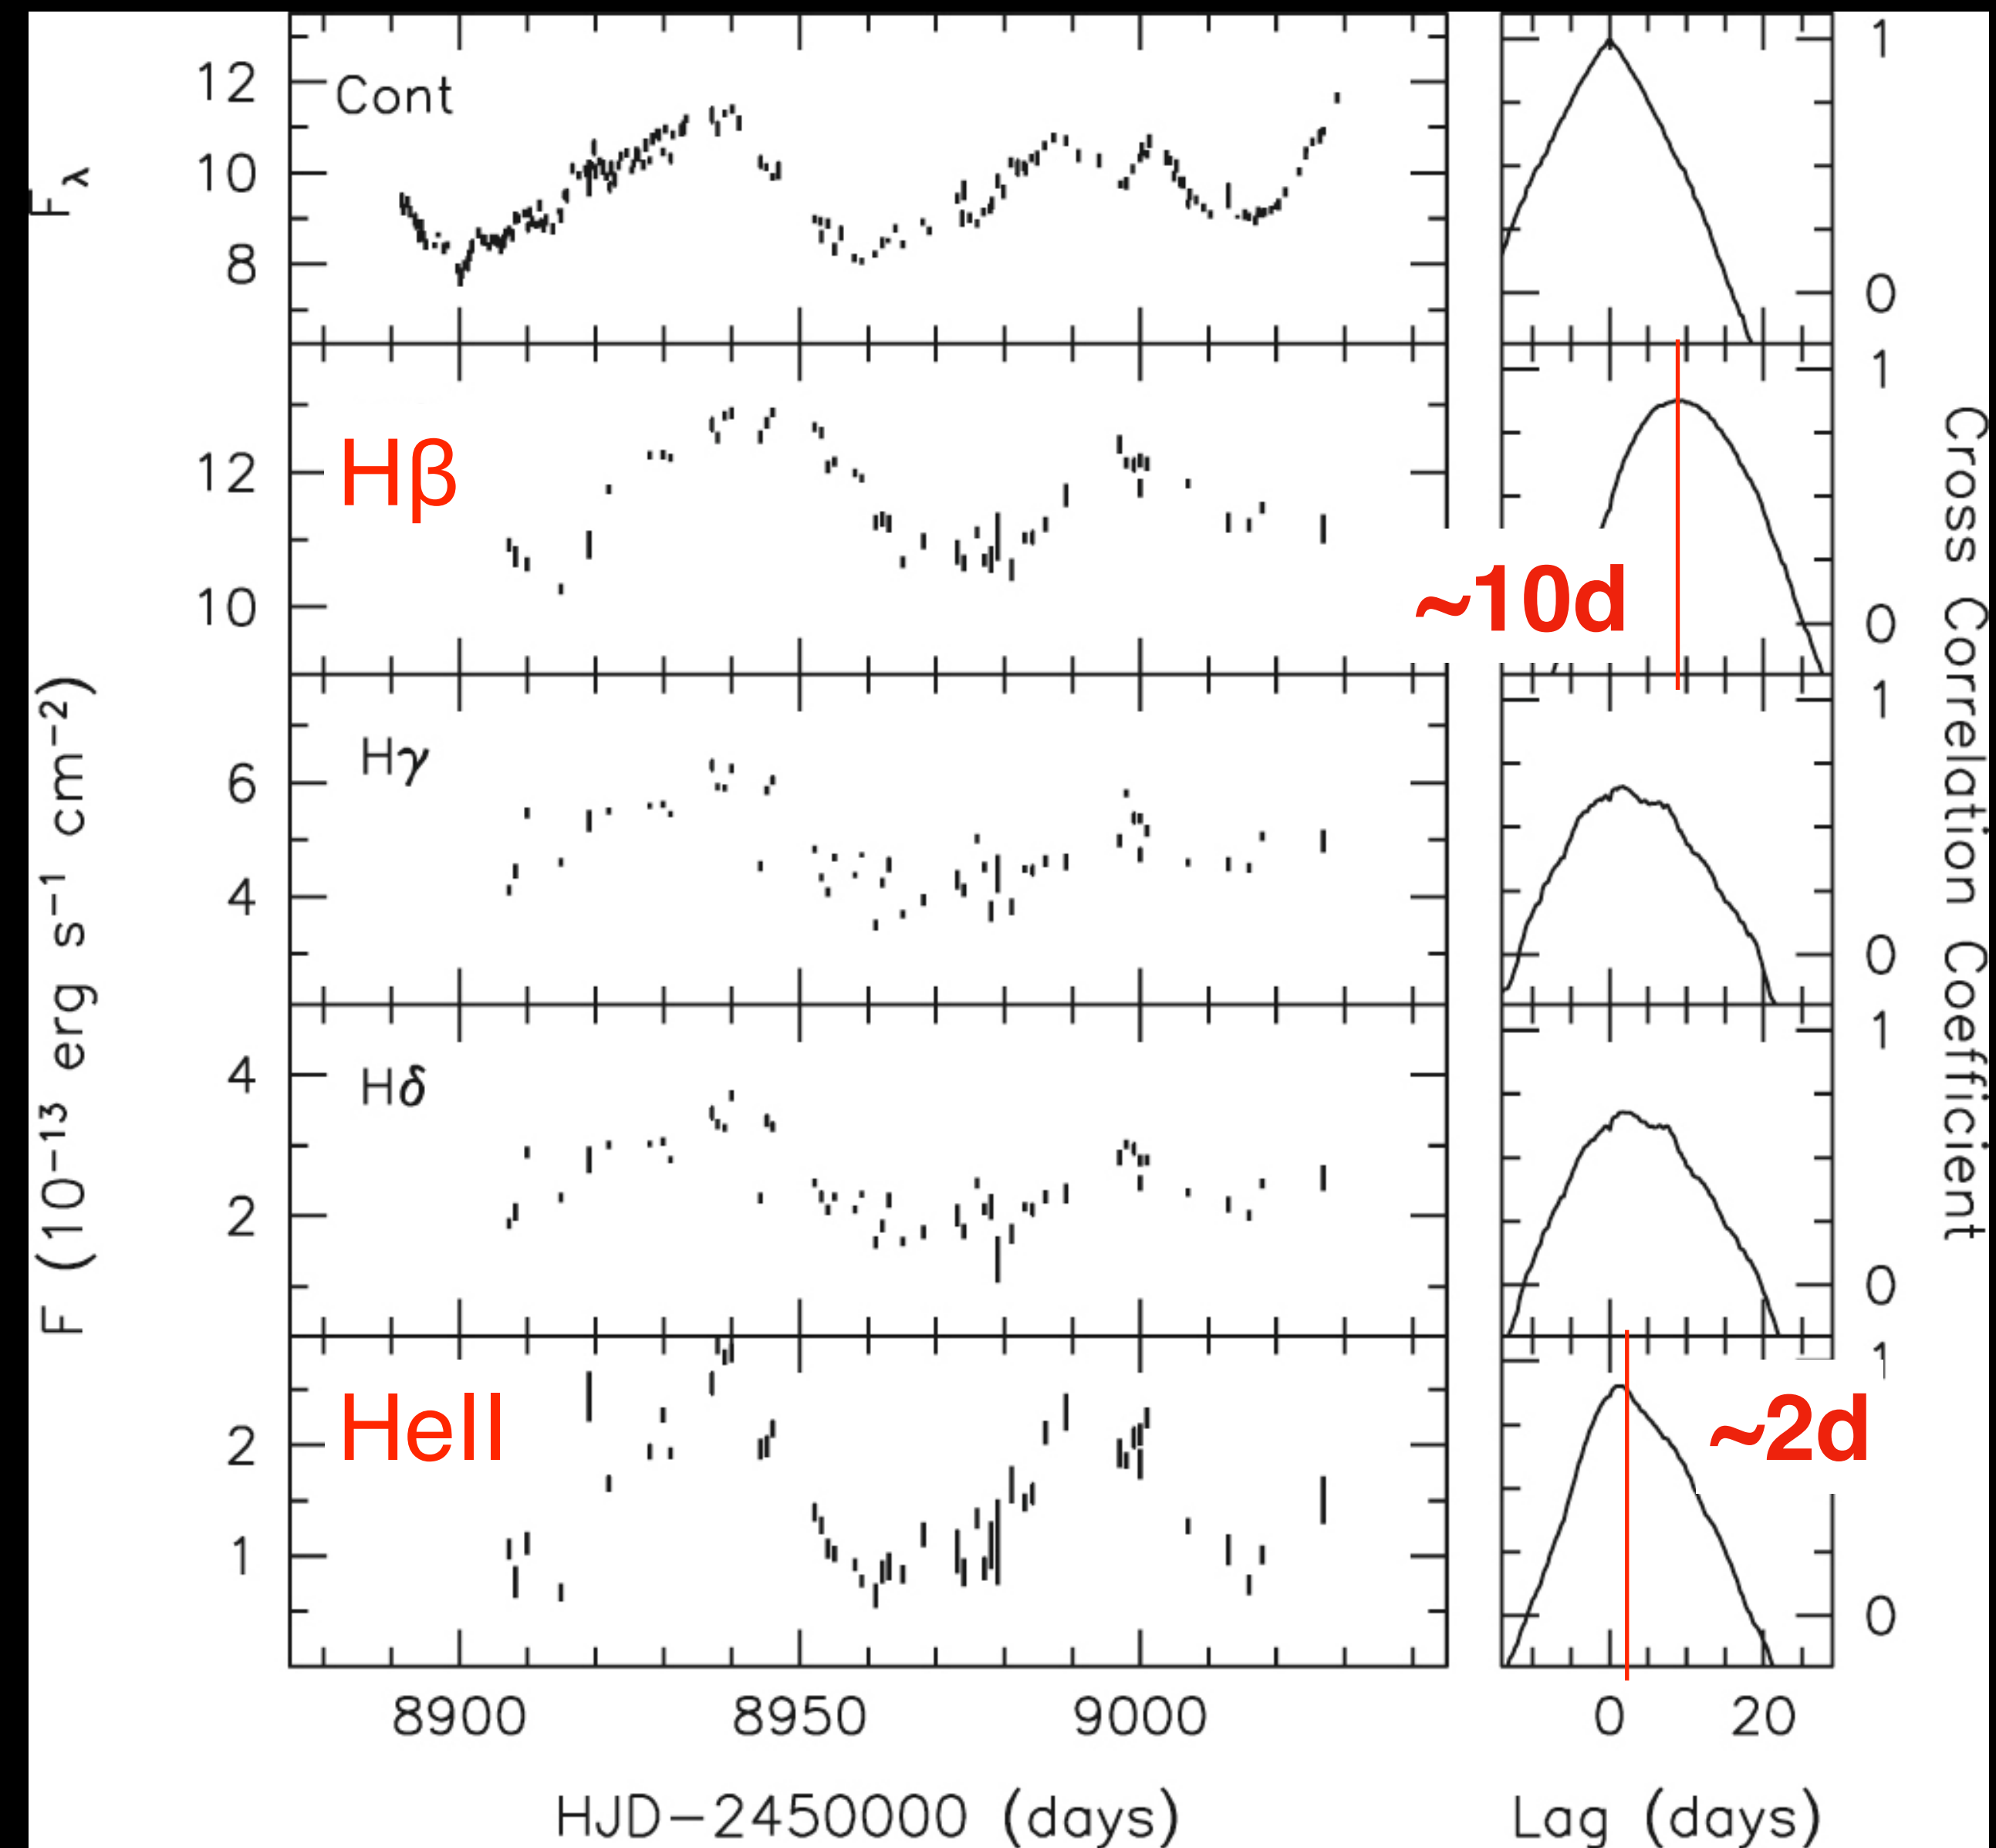 12
10
8
Cont
F λ
1
0
12
10
Hβ
~10d
1
0
6
4
Hγ
1
0
4
2
Hδ
1
0
2
1
HeII
~2d
1
0
F (10−13 erg s−1 cm−2)
Cross Correlation Coefficient
8900 8950 9000
0 20
HJD−2450000 (days)
Lag (days)